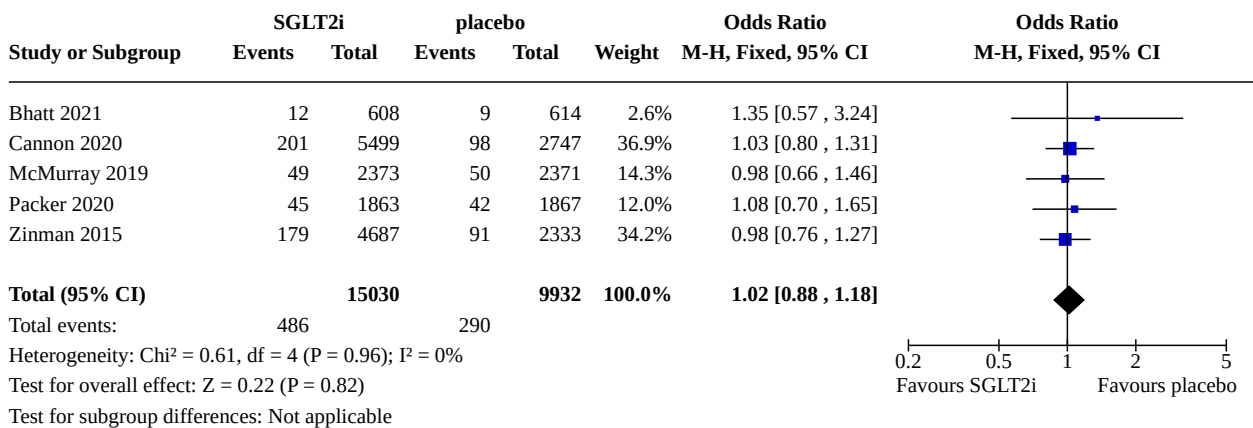 SGLT2i placebo Odds Ratio Odds Ratio
Study or Subgroup Events Total Events Total Weight M-H, Fixed, 95% CI M-H, Fixed, 95% CI
Bhatt 2021 12 608 9 614 2.6% 1.35 [0.57 , 3.24]
Cannon 2020 201 5499 98 2747 36.9% 1.03 [0.80 , 1.31]
McMurray 2019 49 2373 50 2371 14.3% 0.98 [0.66 , 1.46]
Packer 2020 45 1863 42 1867 12.0% 1.08 [0.70 , 1.65]
Zinman 2015 179 4687 91 2333 34.2% 0.98 [0.76 , 1.27]
Total (95% CI) 15030 9932 100.0% 1.02 [0.88 , 1.18]
Total events: 486 290
Heterogeneity: Chi² = 0.61, df = 4 (P = 0.96); I² = 0%
Test for overall effect: Z = 0.22 (P = 0.82)
Test for subgroup differences: Not applicable
0.2 0.5 1 2 5
Favours SGLT2i Favours placebo